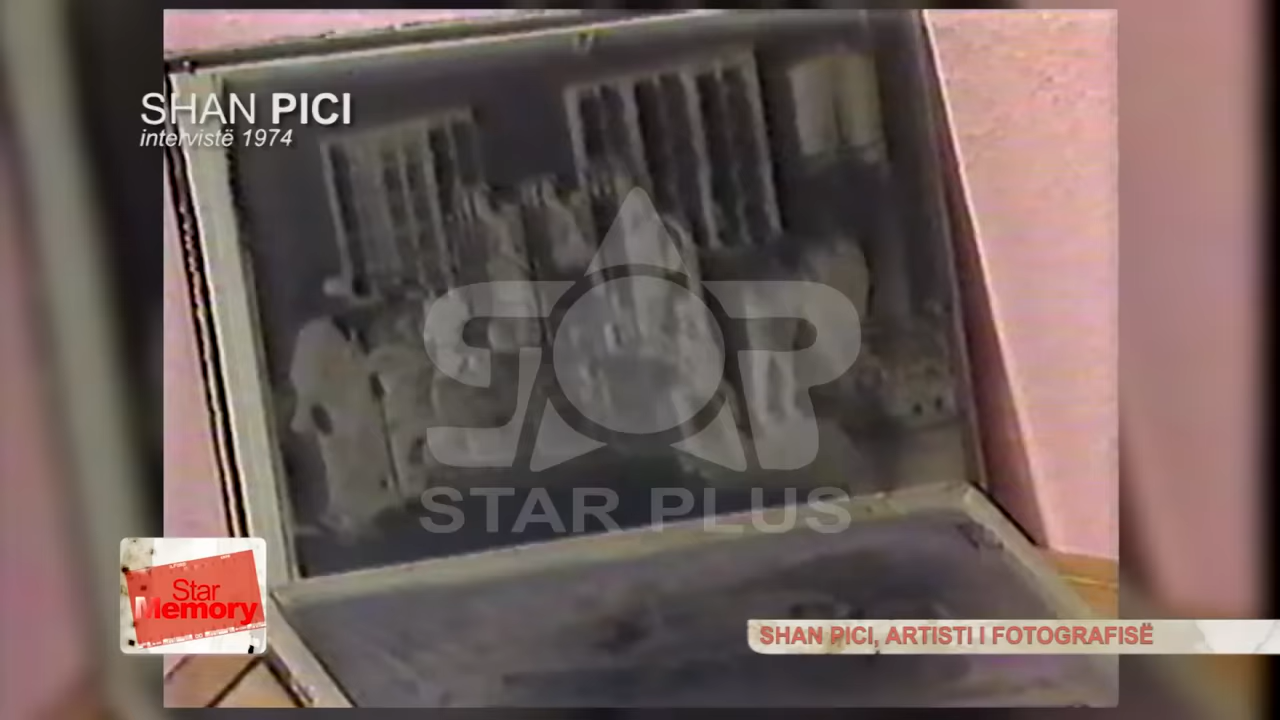 SHAN PICI
intervistë 1974
STAR PLUS
Star
Memory
SHAN PICI, ARTISTI I FOTOGRAFISË